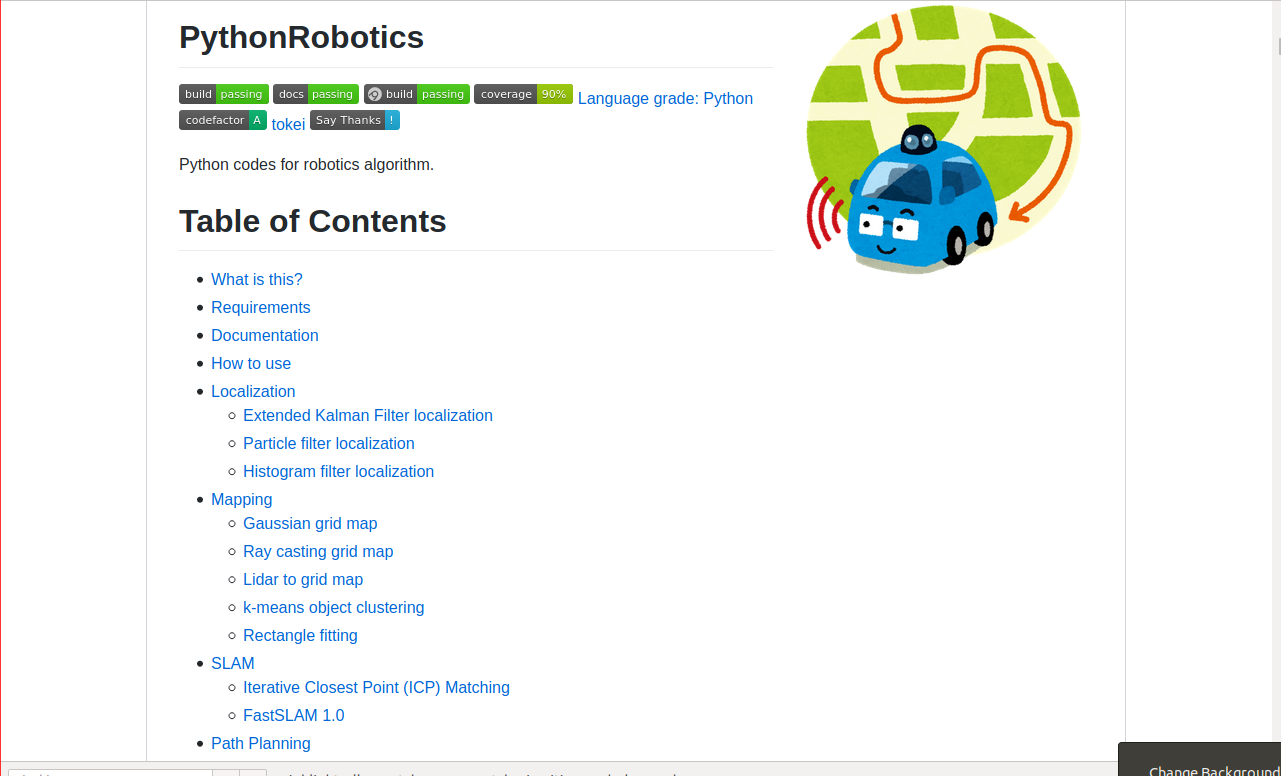 PythonRobotics
build passing docs passing build passing coverage 90% Language grade: Python
codefactor A tokei Say Thanks !
Python codes for robotics algorithm.
Table of Contents
What is this?
Requirements
Documentation
How to use
Localization
Extended Kalman Filter localization
Particle filter localization
Histogram filter localization
Mapping
Gaussian grid map
Ray casting grid map
Lidar to grid map
k-means object clustering
Rectangle fitting
SLAM
Iterative Closest Point (ICP) Matching
FastSLAM 1.0
Path Planning
Change Background